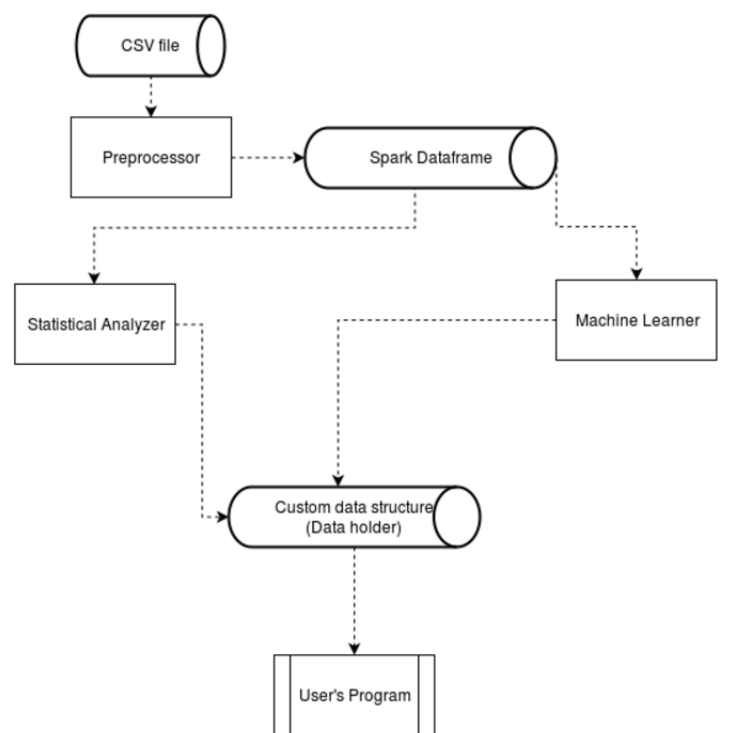 CSV file
Preprocessor
Spark Dataframe
Statistical Analyzer
Machine Learner
Custom data structure
(Data holder)
User's Program